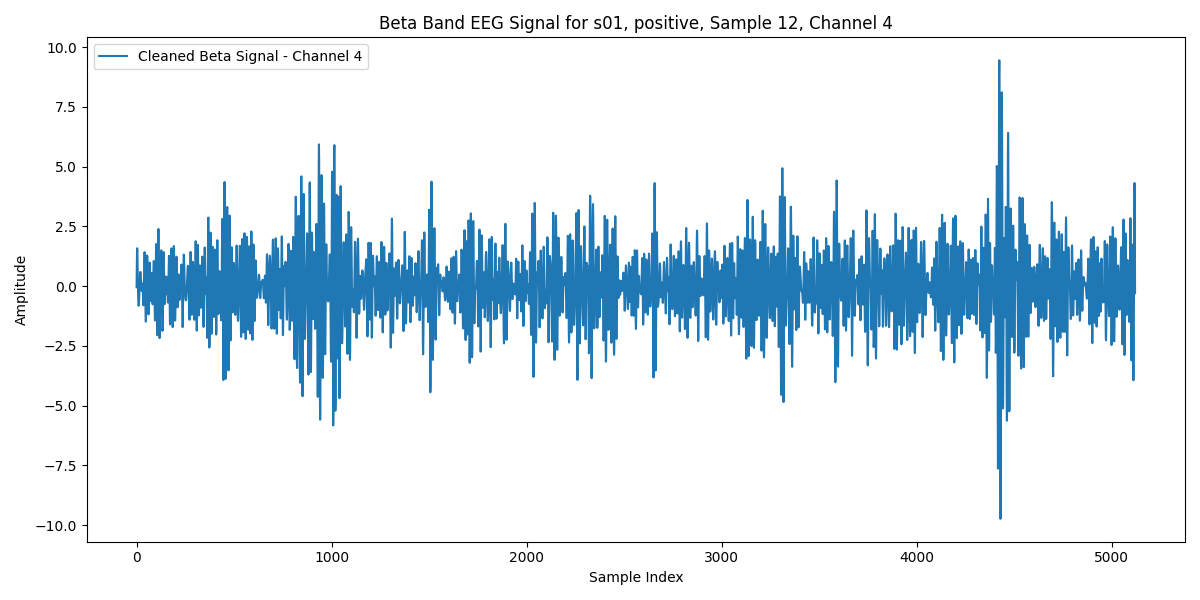 Beta Band EEG Signal for s01, positive, Sample 12, Channel 4
Cleaned Beta Signal - Channel 4
10.0
7.5
5.0
2.5
0.0
−2.5
−5.0
−7.5
−10.0
Amplitude
0 1000 2000 3000 4000 5000
Sample Index